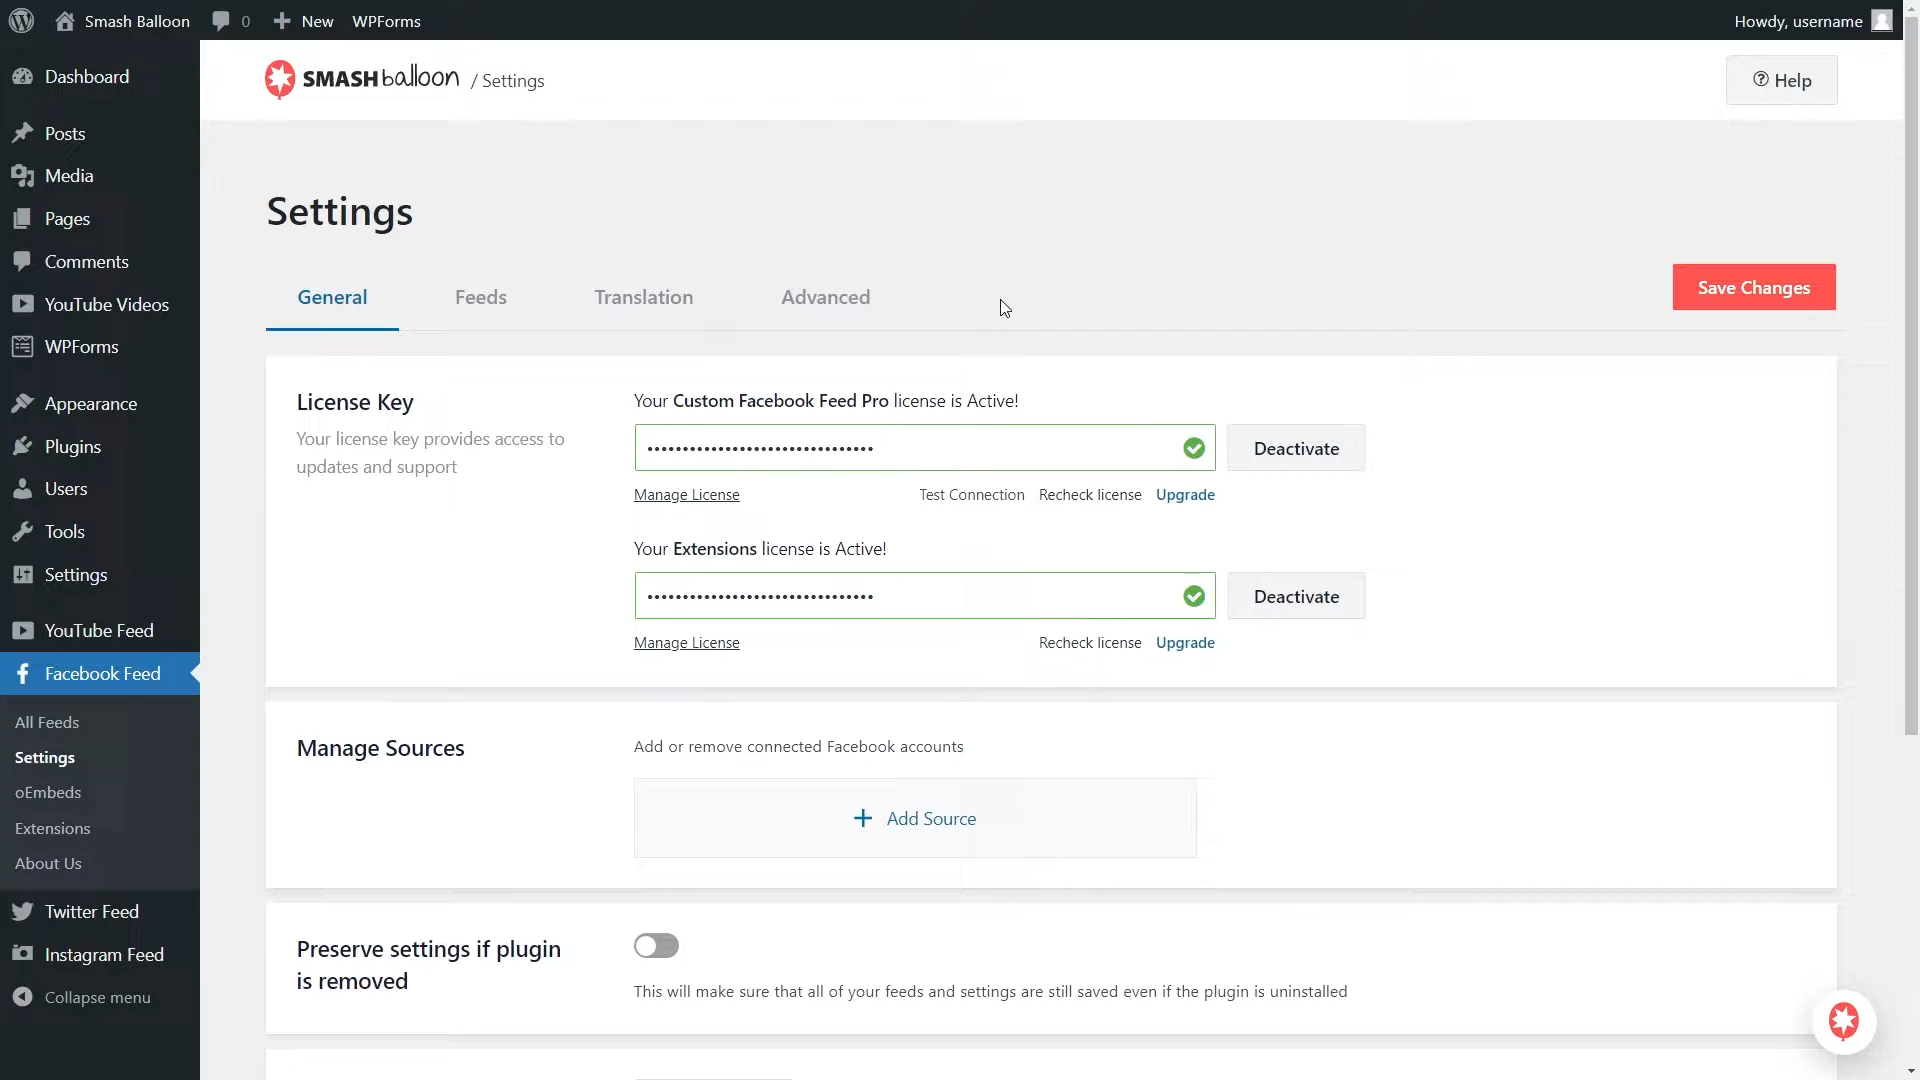 Smash Balloon 0 New WPForms Howdy, username
Dashboard
Posts
Media
Pages
Comments
YouTube Videos
WPForms
Appearance
Plugins
Users
Tools
Settings
YouTube Feed
Facebook Feed
All Feeds
Settings
oEmbeds
Extensions
About Us
Twitter Feed
Instagram Feed
Collapse menu
SMASH balloon / Settings
Help
Settings
General Feeds Translation Advanced
Save Changes
License Key
Your license key provides access to
updates and support
Your Custom Facebook Feed Pro license is Active!
••••••••••••••••••••••••••••••••
Deactivate
Manage License Test Connection Recheck license Upgrade
Your Extensions license is Active!
••••••••••••••••••••••••••••••••
Deactivate
Manage License Recheck license Upgrade
Manage Sources
Add or remove connected Facebook accounts
+ Add Source
Preserve settings if plugin
is removed
This will make sure that all of your feeds and settings are still saved even if the plugin is uninstalled